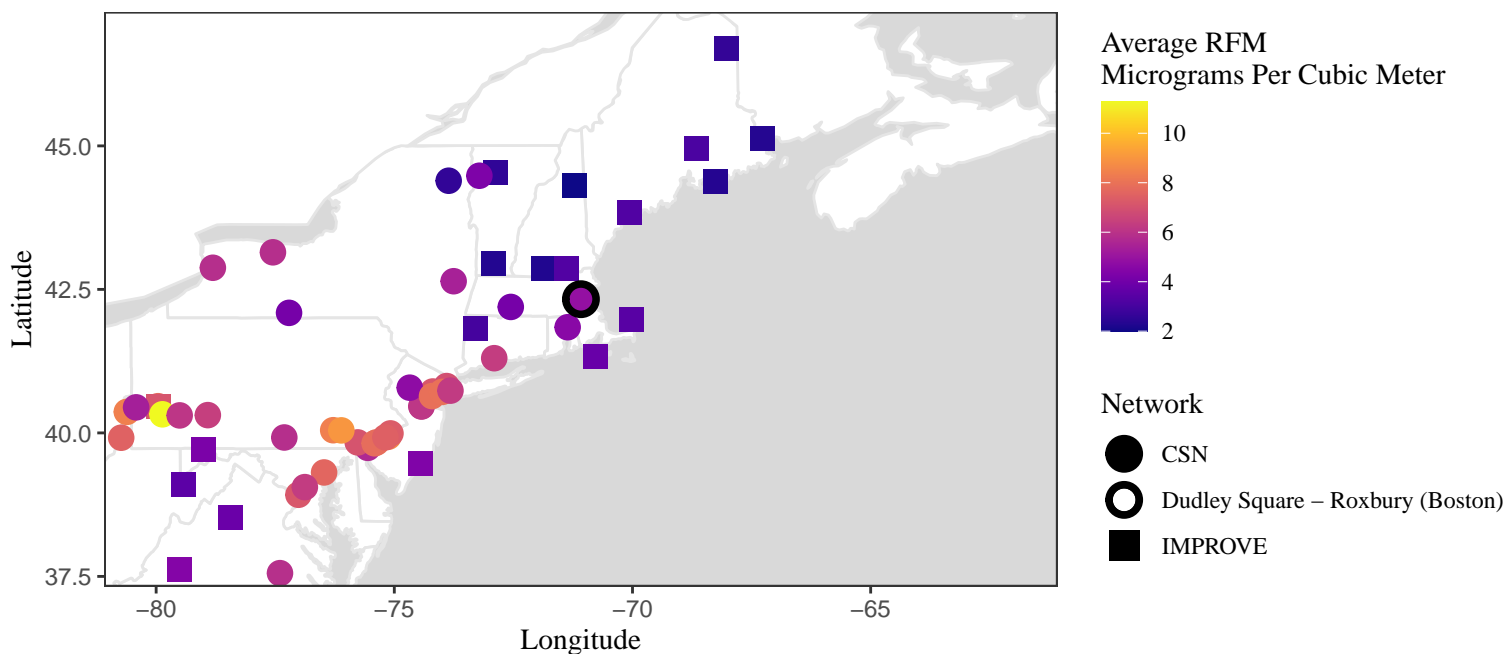 Average RFM
Micrograms Per Cubic Meter
10
8
6
4
2
Network
CSN
Dudley Square – Roxbury (Boston)
IMPROVE
Latitude
45.0
42.5
40.0
37.5
−80
−75
−70
−65
Longitude